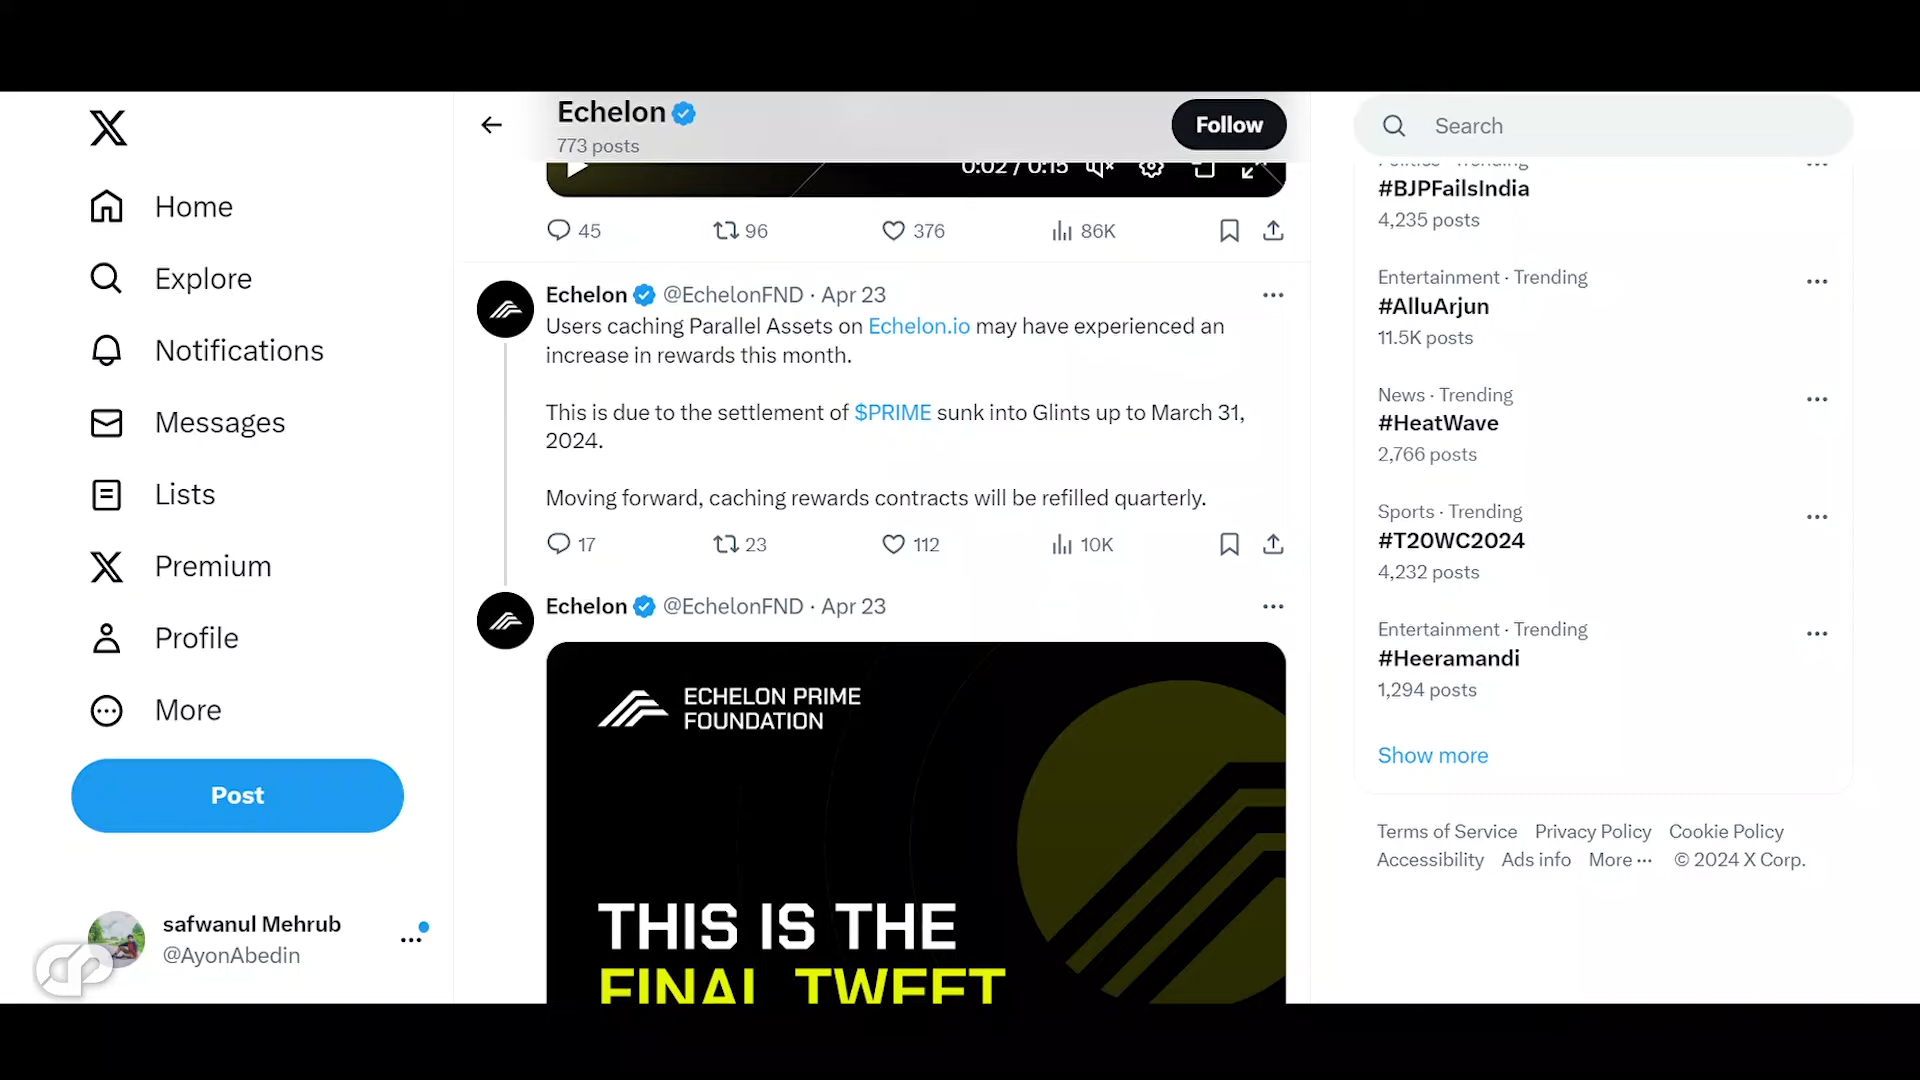 Echelon
773 posts
Follow
Search
Home
Explore
Notifications
Messages
Lists
Premium
Profile
More
Post
safwanul Mehrub
@AyonAbedin
0:02 / 0:15
45 96 376 86K
Echelon @EchelonFND · Apr 23
Users caching Parallel Assets on Echelon.io may have experienced an
increase in rewards this month.
This is due to the settlement of $PRIME sunk into Glints up to March 31,
2024.
Moving forward, caching rewards contracts will be refilled quarterly.
17 23 112 10K
Echelon @EchelonFND · Apr 23
ECHELON PRIME
FOUNDATION
THIS IS THE
FINAL TWEET
Politics · Trending
#BJPFailsIndia
4,235 posts
Entertainment · Trending
#AlluArjun
11.5K posts
News · Trending
#HeatWave
2,766 posts
Sports · Trending
#T20WC2024
4,232 posts
Entertainment · Trending
#Heeramandi
1,294 posts
Show more
Terms of Service Privacy Policy Cookie Policy
Accessibility Ads info More ··· © 2024 X Corp.